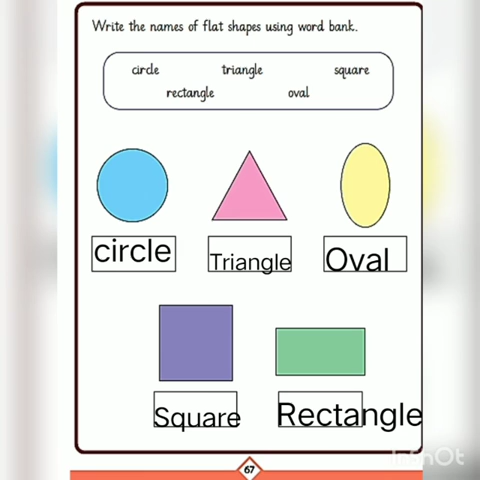 Write the names of flat shapes using word bank.
circle triangle square
rectangle oval
circle Triangle Oval
Square Rectangle
67
InShOt